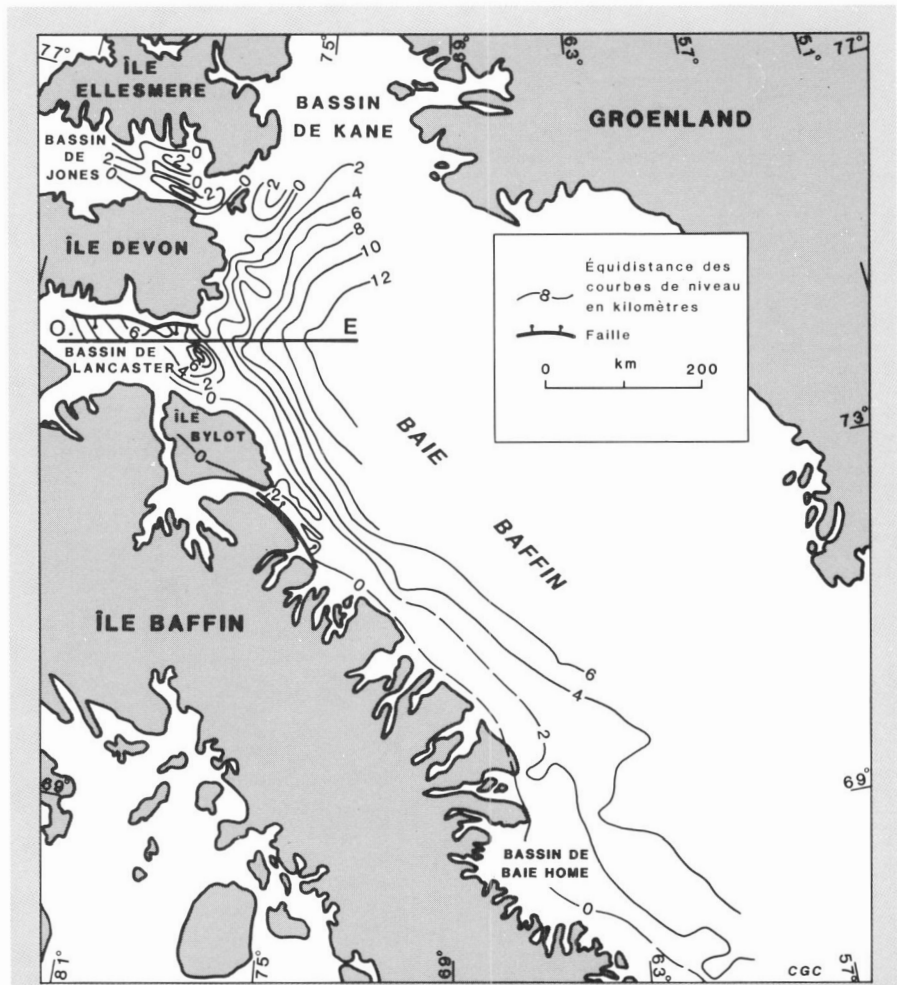 77°
75°
69°
63°
57°
51°
77°
ÎLE
ELLESMERE
BASSIN
DE KANE
GROENLAND
BASSIN
DE
JONES
0
2
0
2
0
2
0
2
0
2
4
6
8
10
12
ÎLE DEVON
Équidistance des
courbes de niveau
en kilomètres
8
Faille
km
0 100 200
O.
6
E
BASSIN DE
LANCASTER
4
2
0
ÎLE
BYLOT
0
2
73°
BAIE
BAFFIN
0
ÎLE BAFFIN
6
4
2
69°
69°
BASSIN DE
BAIE HOME
0
81°
75°
69°
63°
57°
CGC